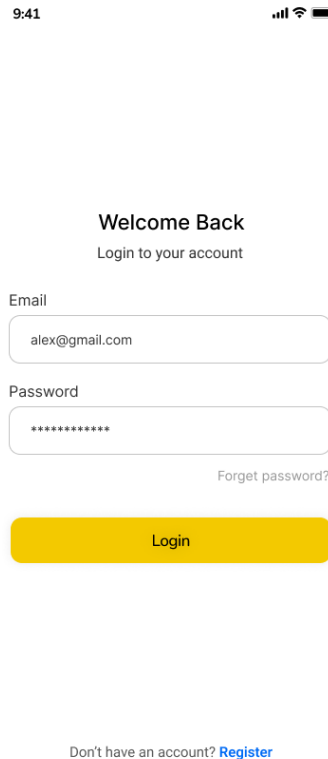 9:41
Welcome Back
Login to your account
Email
alex@gmail.com
Password
************
Forget password?
Login
Don't have an account? Register